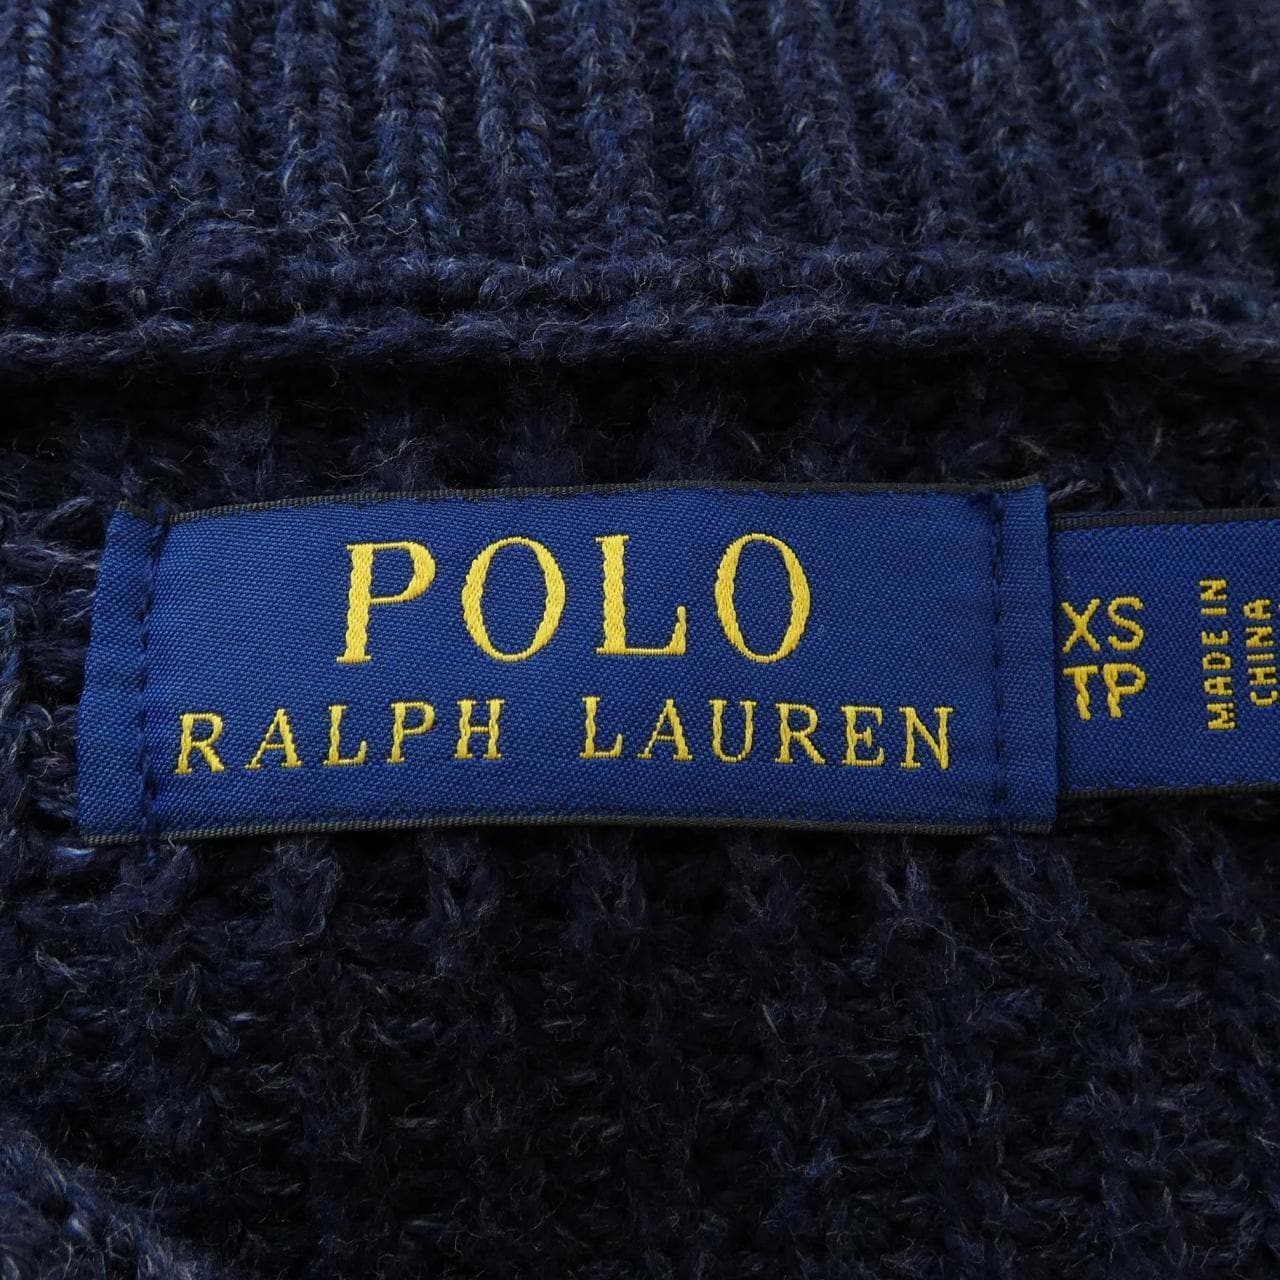 POLO
RALPH LAUREN
XS
TP
MADE IN
CHINA